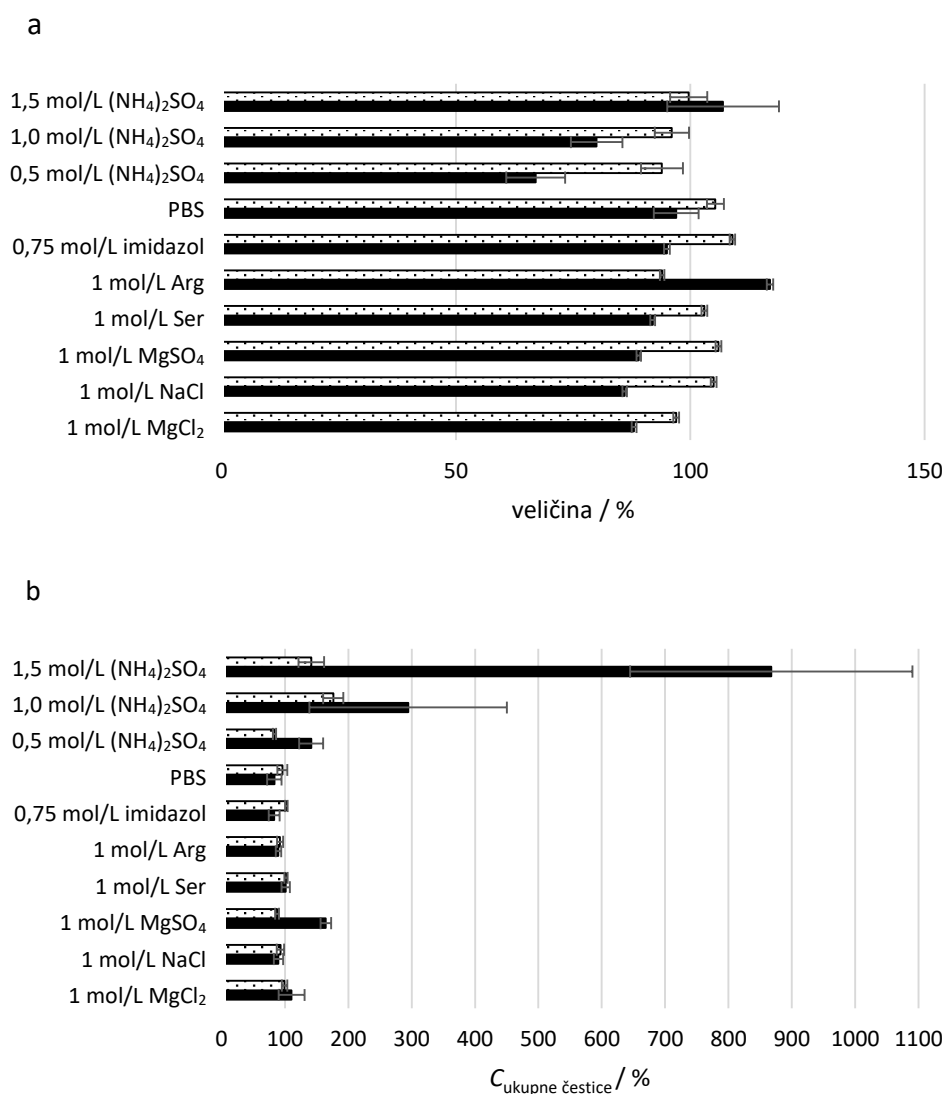 a
1,5 mol/L (NH₄)₂SO₄
1,0 mol/L (NH₄)₂SO₄
0,5 mol/L (NH₄)₂SO₄
PBS
0,75 mol/L imidazol
1 mol/L Arg
1 mol/L Ser
1 mol/L MgSO₄
1 mol/L NaCl
1 mol/L MgCl₂
0 50 100 150
veličina / %
b
1,5 mol/L (NH₄)₂SO₄
1,0 mol/L (NH₄)₂SO₄
0,5 mol/L (NH₄)₂SO₄
PBS
0,75 mol/L imidazol
1 mol/L Arg
1 mol/L Ser
1 mol/L MgSO₄
1 mol/L NaCl
1 mol/L MgCl₂
0 100 200 300 400 500 600 700 800 900 1000 1100
C ukupne čestice / %